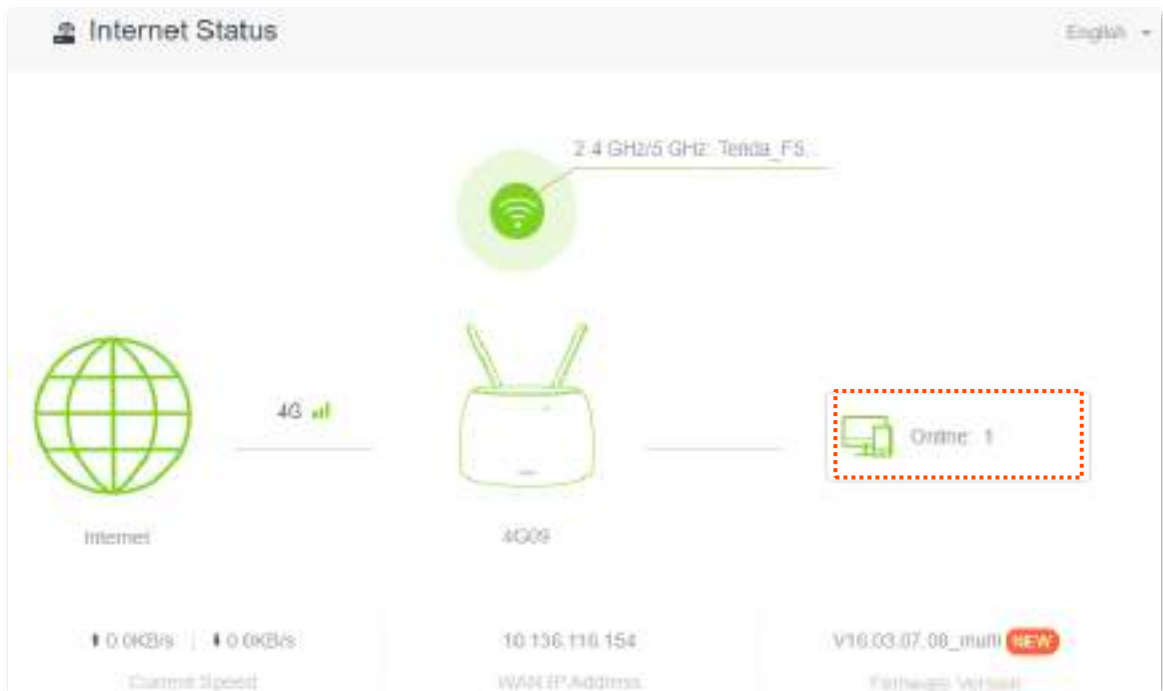 Internet Status
English
2.4 GHz/5 GHz: Tenda_F5...
4G
Online: 1
Internet
4G09
0.0KB/s
0.0KB/s
10.136.116.154
V16.03.07.08_multi NEW
Current Speed
WAN IP Address
Firmware Version